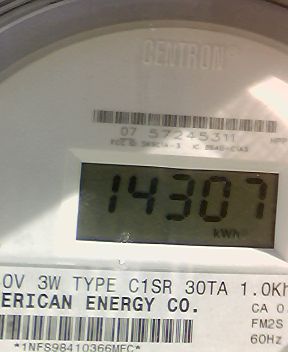 CENTRON
07 57245311
14307
kWh
0V 3W TYPE C1SR 30TA 1.0Kh
ERICAN ENERGY CO.
CA 0.
FM2S
60Hz
*1NFS98410366MEC*